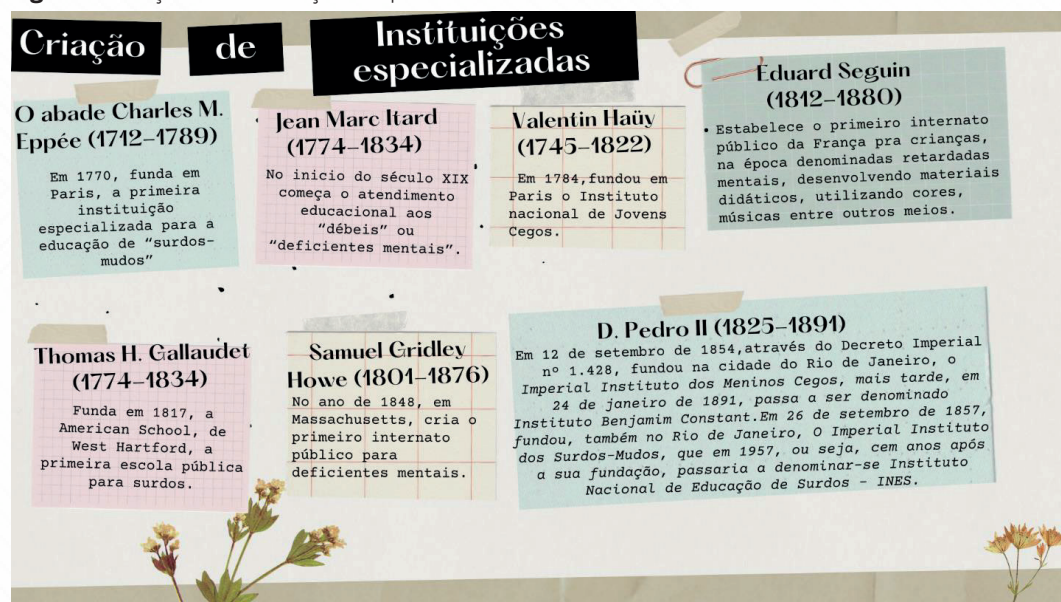 Criação de Instituições
especializadas
O abade Charles M.
Eppée (1712–1789)
Em 1770, funda em
Paris, a primeira
instituição
especializada para a
educação de “surdos-
mudos”
Jean Marc Itard
(1774–1834)
No inicio do século XIX
começa o atendimento
educacional aos
“débeis” ou
“deficientes mentais”.
Valentin Haüy
(1745–1822)
Em 1784,fundou em
Paris o Instituto
nacional de Jovens
Cegos.
Eduard Seguin
(1812–1880)
• Estabelece o primeiro internato
público da França pra crianças,
na época denominadas retardadas
mentais, desenvolvendo materiais
didáticos, utilizando cores,
músicas entre outros meios.
Thomas H. Gallaudet
(1774–1834)
Funda em 1817, a
American School, de
West Hartford, a
primeira escola pública
para surdos.
Samuel Gridley
Howe (1801–1876)
No ano de 1848, em
Massachusetts, cria o
primeiro internato
público para
deficientes mentais.
D. Pedro II (1825–1891)
Em 12 de setembro de 1854,através do Decreto Imperial
nº 1.428, fundou na cidade do Rio de Janeiro, o
Imperial Instituto dos Meninos Cegos, mais tarde, em
24 de janeiro de 1891, passa a ser denominado
Instituto Benjamim Constant.Em 26 de setembro de 1857,
fundou, também no Rio de Janeiro, O Imperial Instituto
dos Surdos-Mudos, que em 1957, ou seja, cem anos após
a sua fundação, passaria a denominar-se Instituto
Nacional de Educação de Surdos – INES.